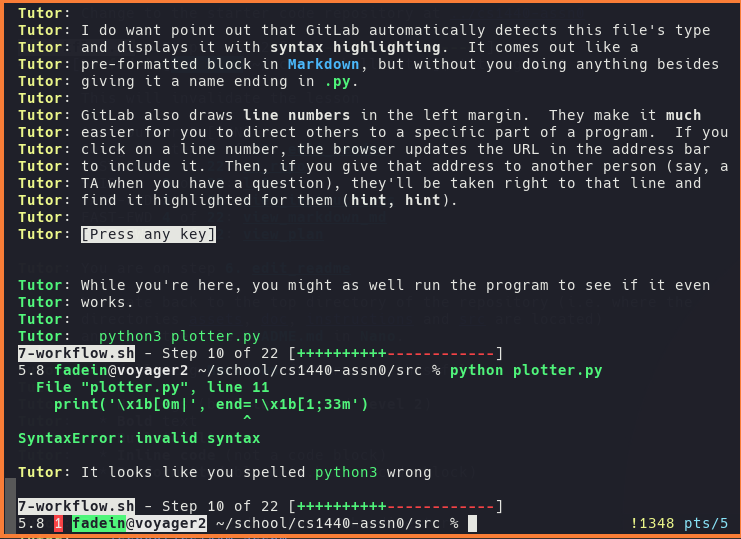 Tutor:
Tutor: I do want point out that GitLab automatically detects this file's type
Tutor: and displays it with syntax highlighting.  It comes out like a
Tutor: pre-formatted block in Markdown, but without you doing anything besides
Tutor: giving it a name ending in .py.
Tutor:
Tutor: GitLab also draws line numbers in the left margin.  They make it much
Tutor: easier for you to direct others to a specific part of a program.  If you
Tutor: click on a line number, the browser updates the URL in the address bar
Tutor: to include it.  Then, if you give that address to another person (say, a
Tutor: TA when you have a question), they'll be taken right to that line and
Tutor: find it highlighted for them (hint, hint).
Tutor:
Tutor: [Press any key]
Tutor: While you're here, you might as well run the program to see if it even
Tutor: works.
Tutor:
Tutor:   python3 plotter.py
7-workflow.sh - Step 10 of 22 [++++++++++------------]
5.8 fadein@voyager2 ~/school/cs1440-assn0/src % python plotter.py
  File "plotter.py", line 11
    print('\x1b[0m|', end='\x1b[1;33m')
                         ^
SyntaxError: invalid syntax
Tutor: It looks like you spelled python3 wrong
7-workflow.sh - Step 10 of 22 [++++++++++------------]
5.8 1 fadein@voyager2 ~/school/cs1440-assn0/src % !1348 pts/5